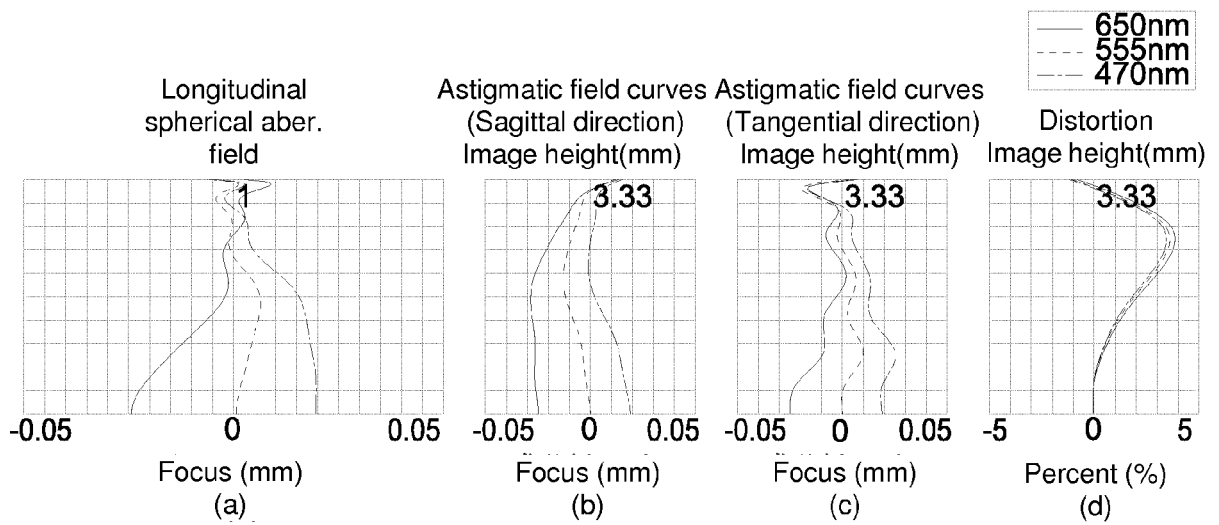 650nm
555nm
470nm
Longitudinal
spherical aber.
field
1
-0.05 0 0.05
Focus (mm)
(a)
Astigmatic field curves
(Sagittal direction)
Image height(mm)
3.33
-0.05 0 0.05
Focus (mm)
(b)
Astigmatic field curves
(Tangential direction)
Image height(mm)
3.33
-0.05 0 0.05
Focus (mm)
(c)
Distortion
Image height(mm)
3.33
-5 0 5
Percent (%)
(d)